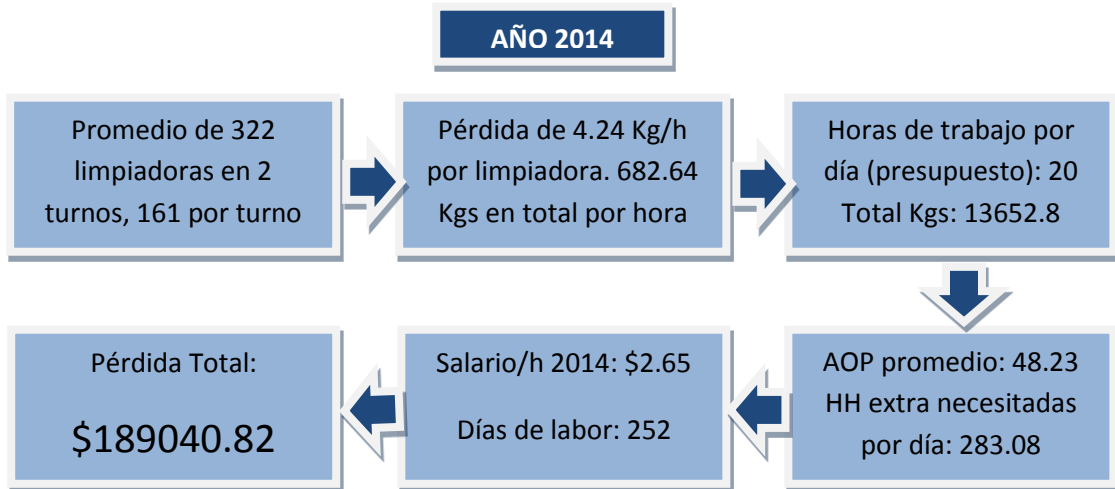 AÑO 2014
Promedio de 322
limpiadoras en 2
turnos, 161 por turno
Pérdida de 4.24 Kg/h
por limpiadora. 682.64
Kgs en total por hora
Horas de trabajo por
día (presupuesto): 20
Total Kgs: 13652.8
AOP promedio: 48.23
HH extra necesitadas
por día: 283.08
Salario/h 2014: $2.65
Días de labor: 252
Pérdida Total:
$189040.82